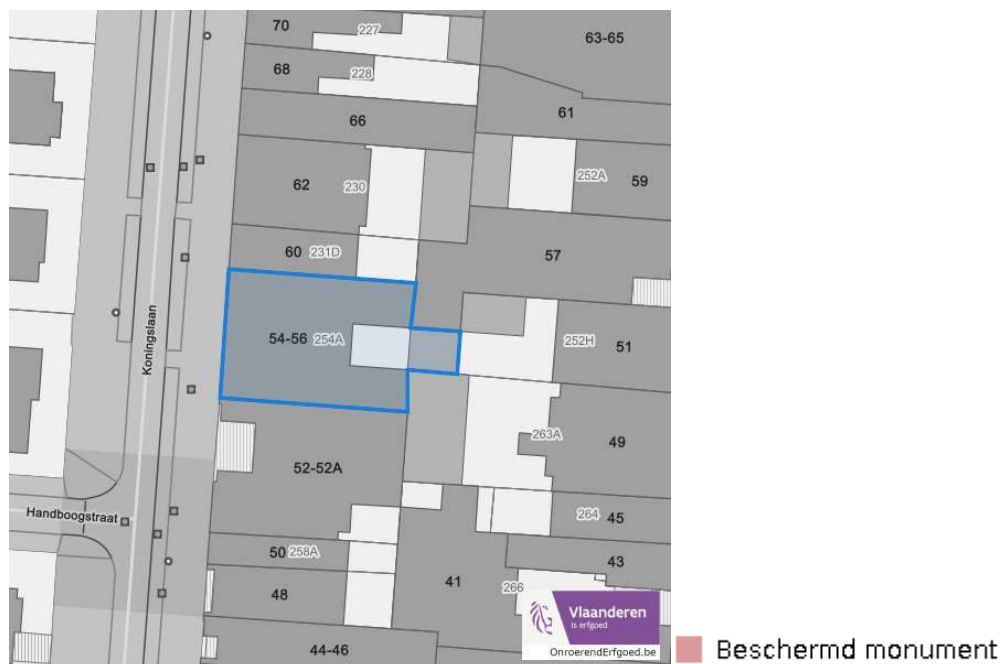 70
227
63-65
68
228
66
61
62
230
252A
59
60
231D
57
54-56
254A
252H
51
Koningslaan
263A
49
52-52A
Handboogstraat
264
45
50
258A
43
48
41
266
44-46
Vlaanderen
is erfgoed
OnroerendErfgoed.be
Beschermd monument